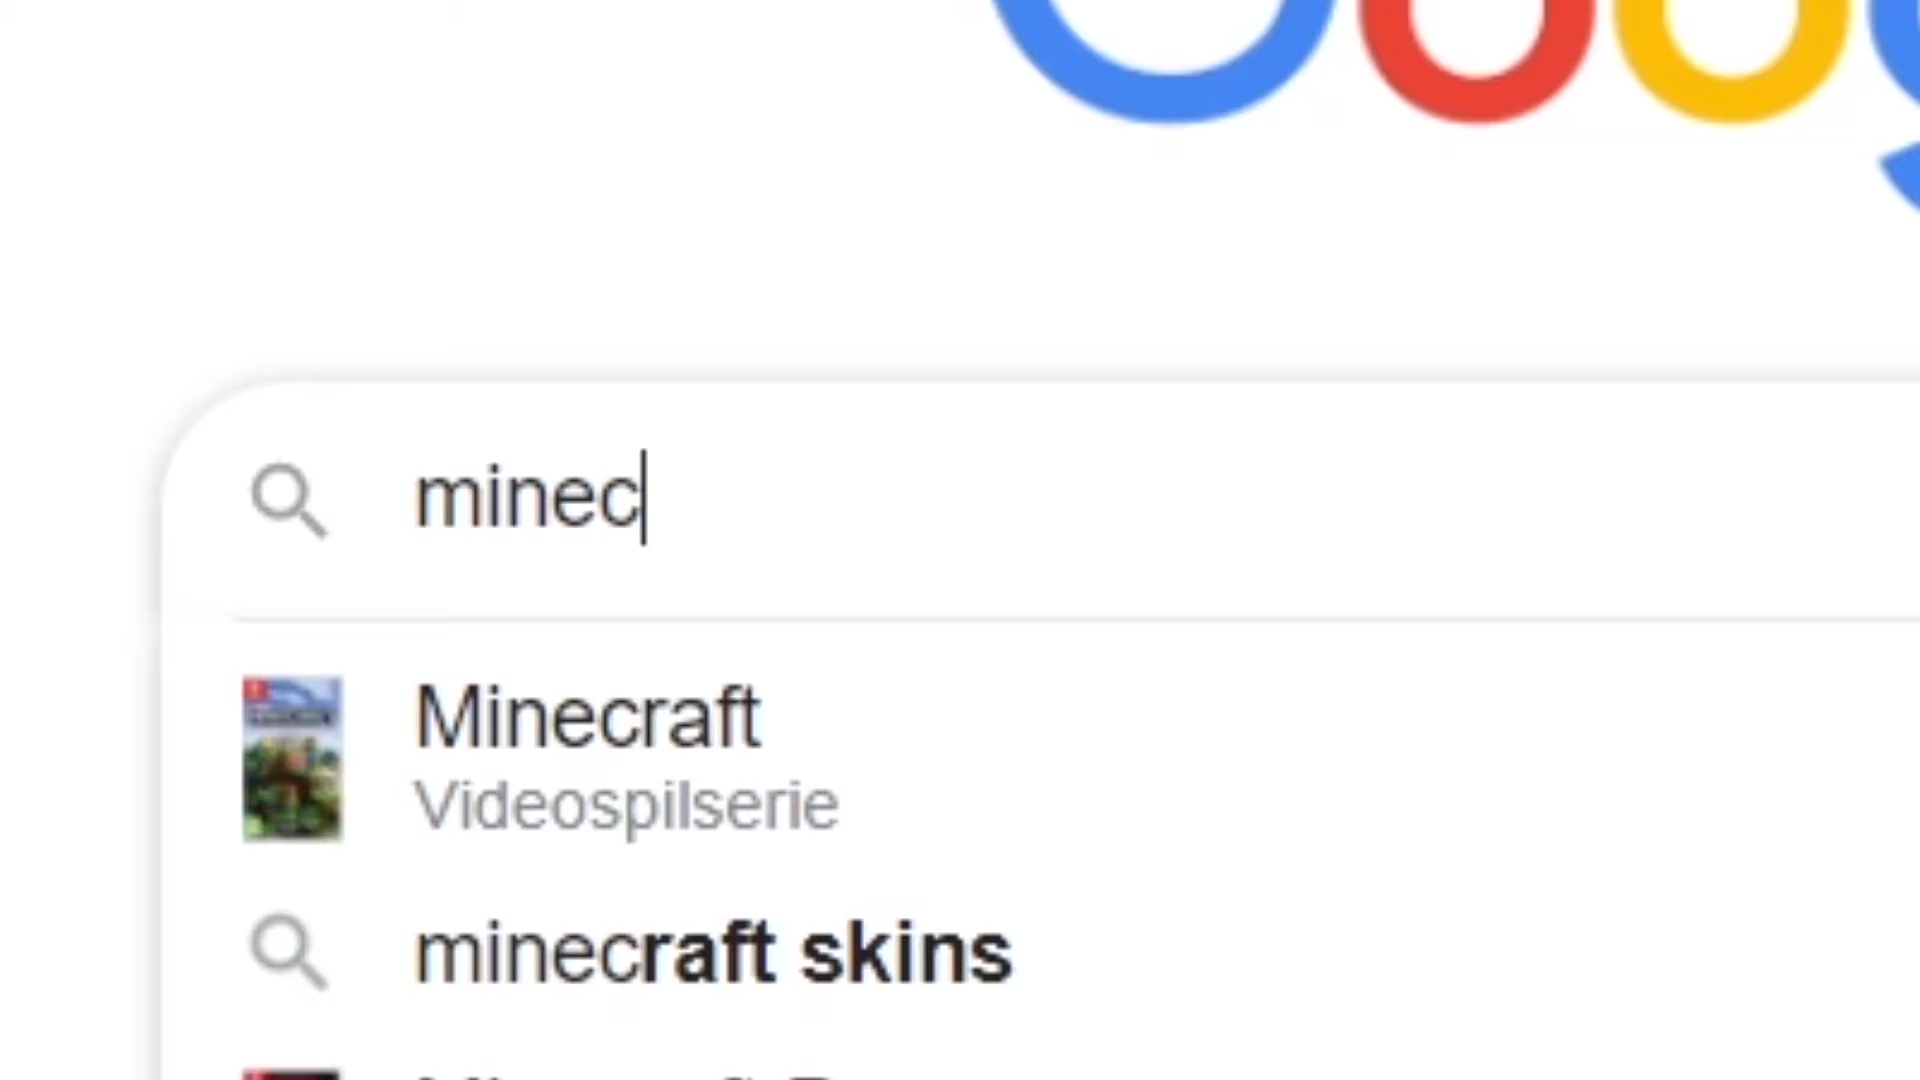 minec
Minecraft
Videospilserie
minecraft skins